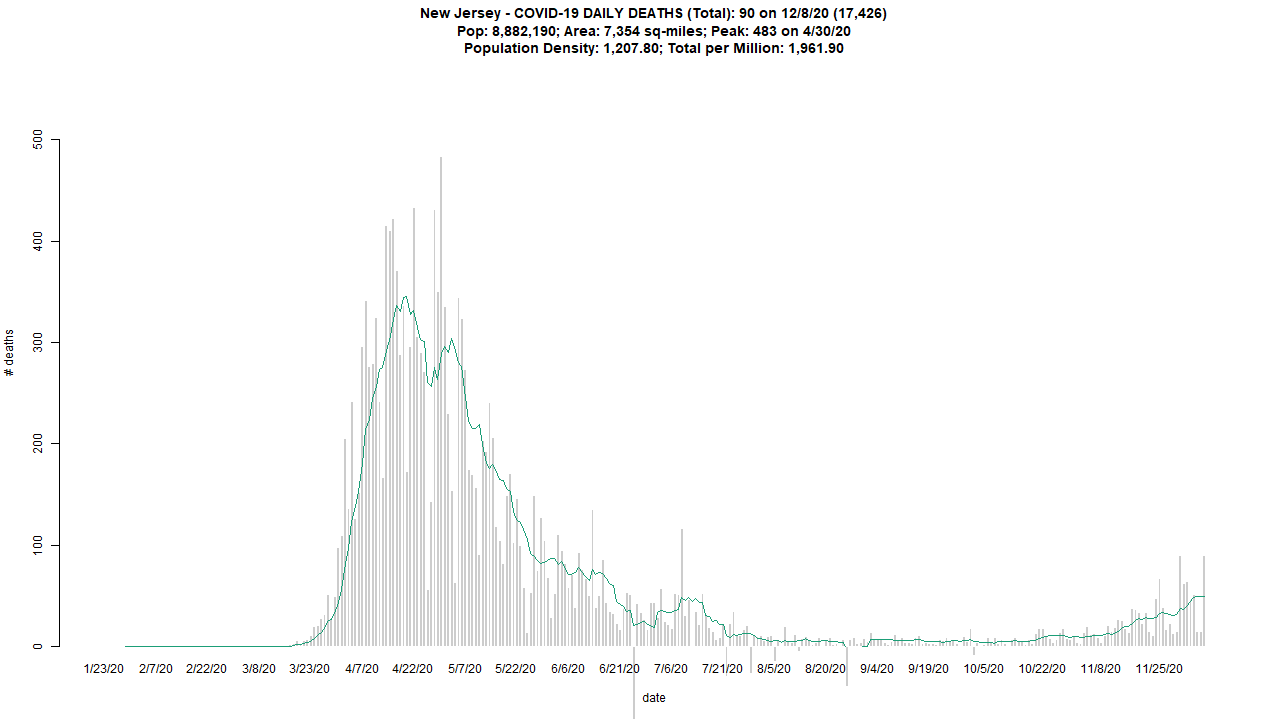 New Jersey - COVID-19 DAILY DEATHS (Total): 90 on 12/8/20 (17,426)
Pop: 8,882,190; Area: 7,354 sq-miles; Peak: 483 on 4/30/20
Population Density: 1,207.80; Total per Million: 1,961.90
500
400
300
200
100
0
# deaths
1/23/20 2/7/20 2/22/20 3/8/20 3/23/20 4/7/20 4/22/20 5/7/20 5/22/20 6/6/20 6/21/20 7/6/20 7/21/20 8/5/20 8/20/20 9/4/20 9/19/20 10/5/20 10/22/20 11/8/20 11/25/20
date